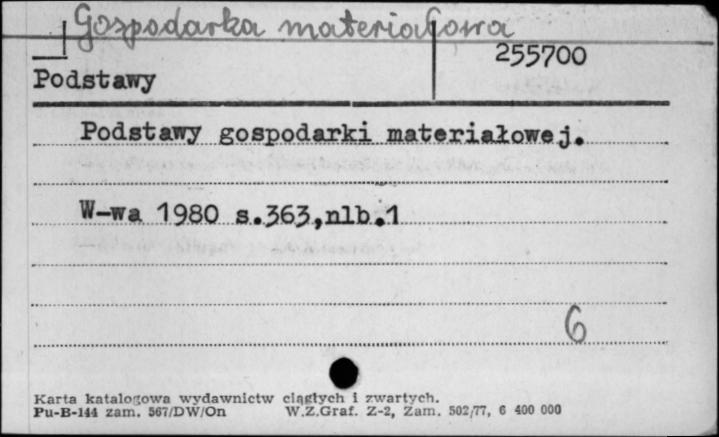 Gospodarka materiałowa
255700
Podstawy
Podstawy gospodarki materiałowej.
W-wa 1980 s.363,nlb.1
6
Karta katalogowa wydawnictw ciągłych i zwartych.
Pu-B-144 zam. 567/DW/On W.Z.Graf. Z-2, Zam. 502/77, 6 400 000